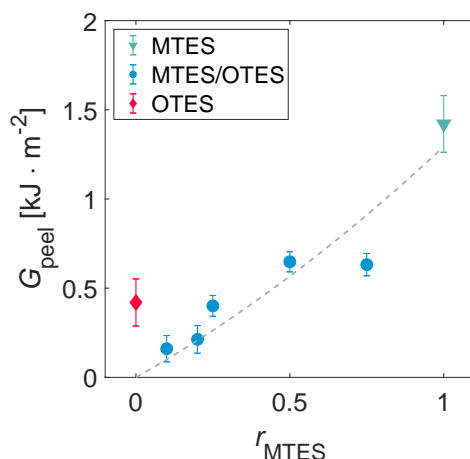 2
1.5
1
0.5
0
0
0.5
1
G_peel [kJ · m^-2]
r_MTES
MTES
MTES/OTES
OTES